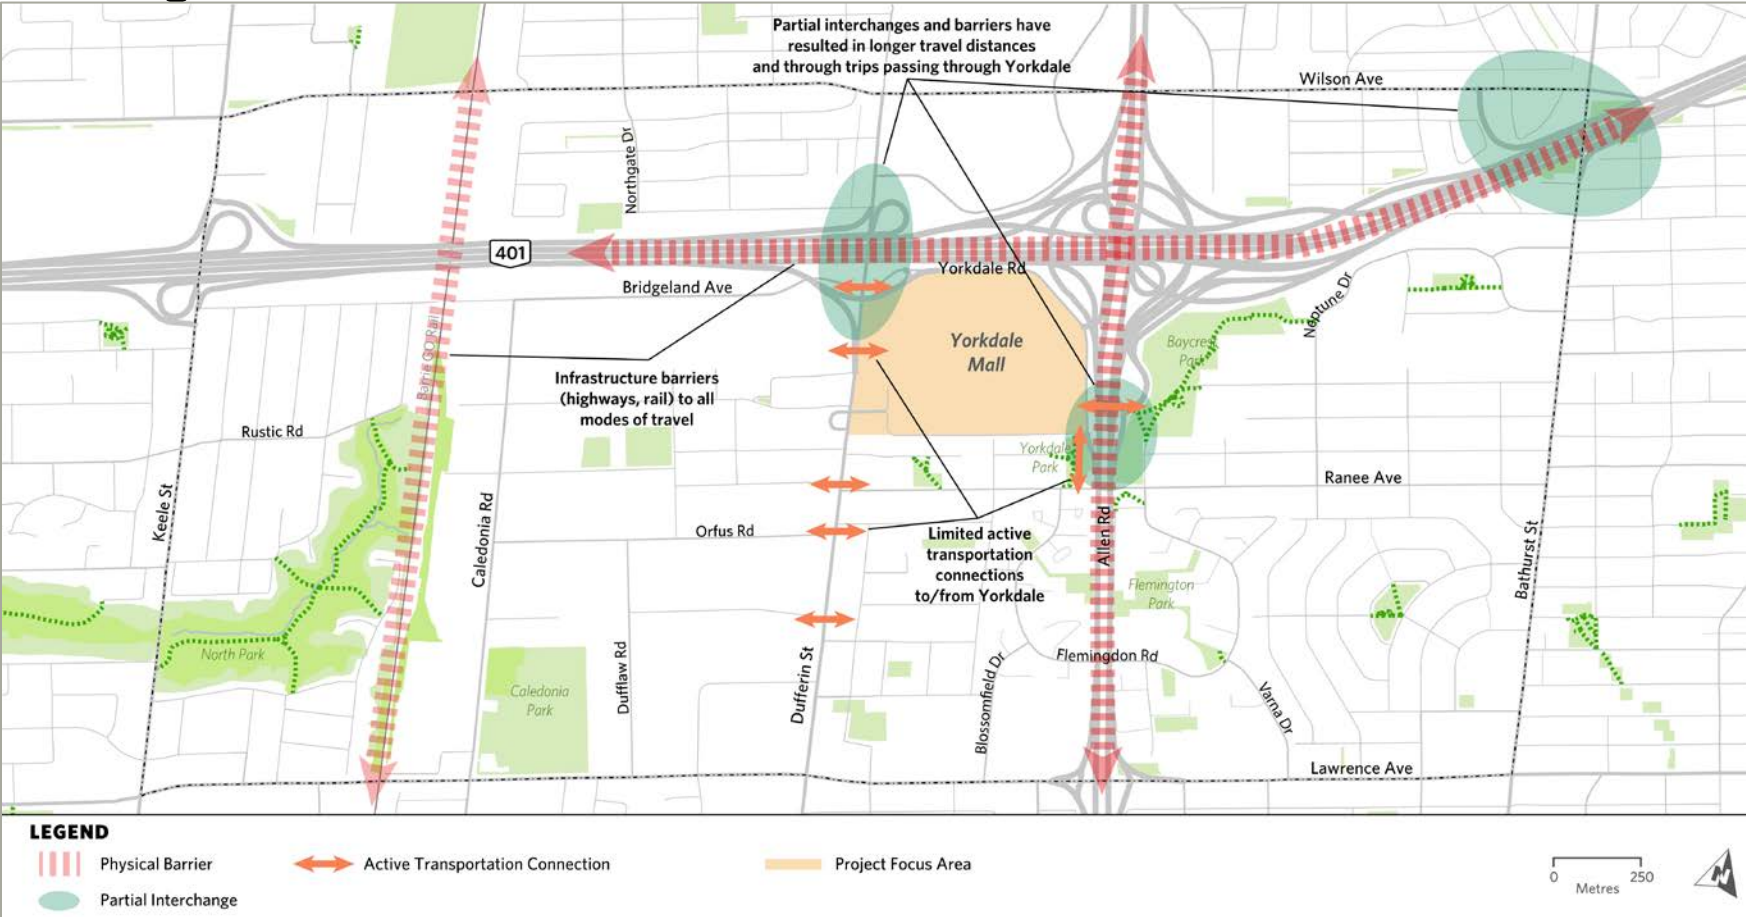 Partial interchanges and barriers have
resulted in longer travel distances
and through trips passing through Yorkdale
Wilson Ave
Northgate Dr
401
Yorkdale Rd
Bridgeland Ave
Neptune Dr
Yorkdale
Mall
Baycrest
Park
Barrie GO Rail
Infrastructure barriers
(highways, rail) to all
modes of travel
Rustic Rd
Yorkdale
Park
Ranee Ave
Keele St
Caledonia Rd
Orfus Rd
Limited active
transportation
connections
to/from Yorkdale
Allen Rd
Bathurst St
Flemington
Park
North Park
Caledonia
Park
Dufflaw Rd
Dufferin St
Blossomfield Dr
Flemingdon Rd
Varna Dr
Lawrence Ave
LEGEND
Physical Barrier
Active Transportation Connection
Project Focus Area
Partial Interchange
0 250
Metres
N